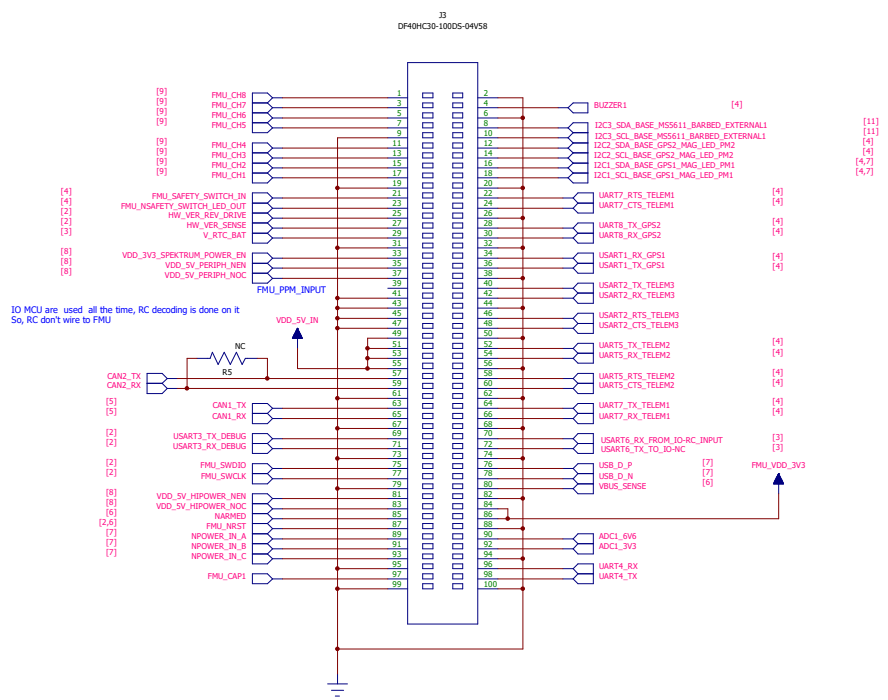 J3
DF40HC30-100DS-04V58
[9] FMU_CH8 1 2
[9] FMU_CH7 3 4 BUZZER1 [4]
[9] FMU_CH6 5 6
[9] FMU_CH5 7 8 I2C3_SDA_BASE_MS5611_BARBED_EXTERNAL1 [11]
9 10 I2C3_SCL_BASE_MS5611_BARBED_EXTERNAL1 [11]
[9] FMU_CH4 11 12 I2C2_SDA_BASE_GPS2_MAG_LED_PM2 [4]
[9] FMU_CH3 13 14 I2C2_SCL_BASE_GPS2_MAG_LED_PM2 [4]
[9] FMU_CH2 15 16 I2C1_SDA_BASE_GPS1_MAG_LED_PM1 [4,7]
[9] FMU_CH1 17 18 I2C1_SCL_BASE_GPS1_MAG_LED_PM1 [4,7]
19 20
[4] FMU_SAFETY_SWITCH_IN 21 22 UART7_RTS_TELEM1 [4]
[4] FMU_NSAFETY_SWITCH_LED_OUT 23 24 UART7_CTS_TELEM1 [4]
[2] HW_VER_REV_DRIVE 25 26
[2] HW_VER_SENSE 27 28 UART8_TX_GPS2 [4]
[3] V_RTC_BAT 29 30 UART8_RX_GPS2 [4]
31 32
[8] VDD_3V3_SPEKTRUM_POWER_EN 33 34 USART1_RX_GPS1 [4]
[8] VDD_5V_PERIPH_NEN 35 36 USART1_TX_GPS1 [4]
[8] VDD_5V_PERIPH_NOC 37 38
FMU_PPM_INPUT 39 40 USART2_TX_TELEM3
41 42 USART2_RX_TELEM3
43 44
IO MCU are used all the time, RC decoding is done on it
So, RC don't wire to FMU
45 46 USART2_RTS_TELEM3
VDD_5V_IN 47 48 USART2_CTS_TELEM3
49 50
51 52 UART5_TX_TELEM2 [4]
NC 53 54 UART5_RX_TELEM2 [4]
55 56
R5
CAN2_TX 57 58 UART5_RTS_TELEM2 [4]
CAN2_RX 59 60 UART5_CTS_TELEM2 [4]
61 62
[5] CAN1_TX 63 64 UART7_TX_TELEM1 [4]
[5] CAN1_RX 65 66 UART7_RX_TELEM1 [4]
67 68
[2] USART3_TX_DEBUG 69 70 USART6_RX_FROM_IO-RC_INPUT [3]
[2] USART3_RX_DEBUG 71 72 USART6_TX_TO_IO-NC [3]
73 74
[2] FMU_SWDIO 75 76 USB_D_P [7] FMU_VDD_3V3
[2] FMU_SWCLK 77 78 USB_D_N [7]
79 80 VBUS_SENSE [6]
[8] VDD_5V_HIPOWER_NEN 81 82
[8] VDD_5V_HIPOWER_NOC 83 84
[6] NARMED 85 86
[2,6] FMU_NRST 87 88
[7] NPOWER_IN_A 89 90 ADC1_6V6
[7] NPOWER_IN_B 91 92 ADC1_3V3
[7] NPOWER_IN_C 93 94
95 96 UART4_RX
FMU_CAP1 97 98 UART4_TX
99 100